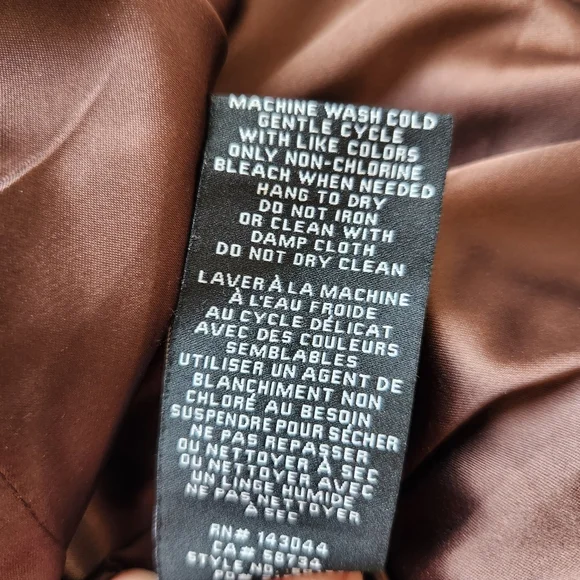 MACHINE WASH COLD
GENTLE CYCLE
WITH LIKE COLORS
ONLY NON-CHLORINE
BLEACH WHEN NEEDED
HANG TO DRY
DO NOT IRON
OR CLEAN WITH
DAMP CLOTH
DO NOT DRY CLEAN
LAVER À LA MACHINE
À L'EAU FROIDE
AU CYCLE DÉLICAT
AVEC DES COULEURS
SEMBLABLES
UTILISER UN AGENT DE
BLANCHIMENT NON
CHLORÉ AU BESOIN
SUSPENDRE POUR SÉCHER
NE PAS REPASSER
OU NETTOYER À SEC
OU NETTOYER AVEC
UN LINGE HUMIDE
NE PAS NETTOYER
À SEC
RN# 143044
CA# 58734
STYLE NO.